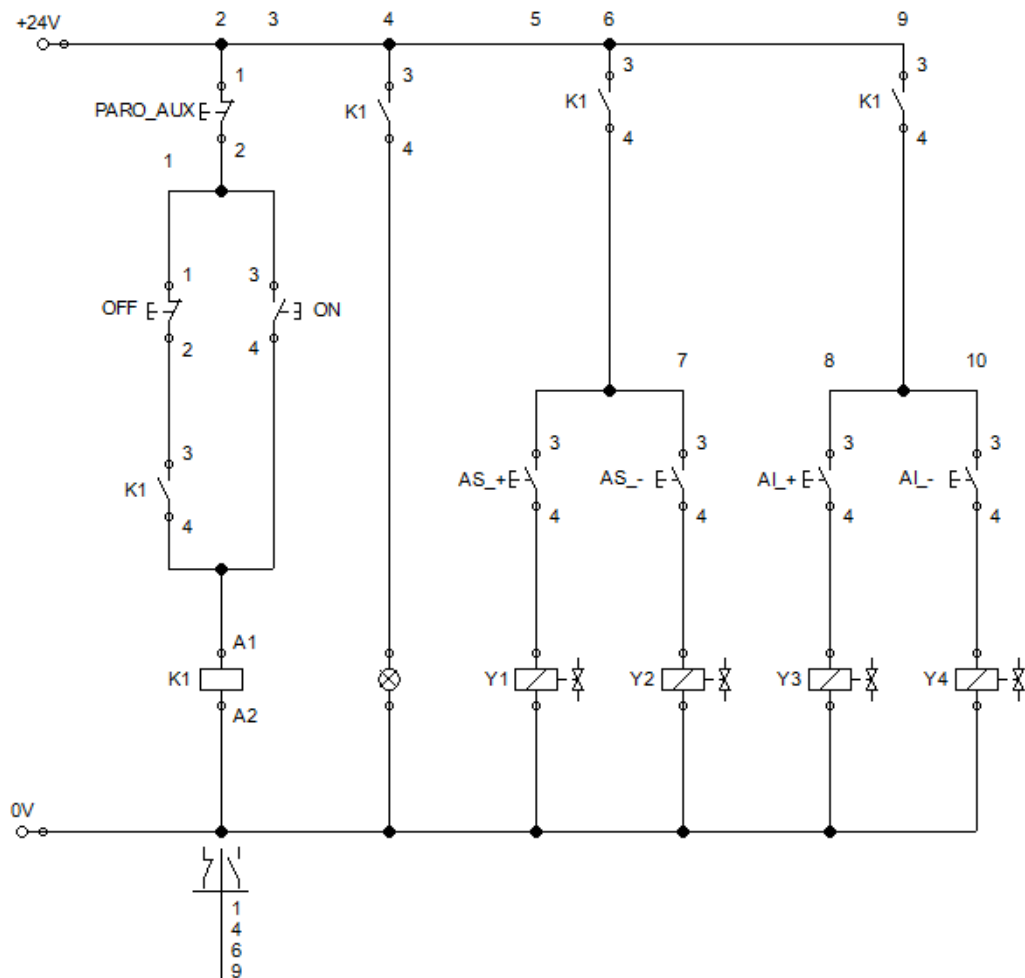 2 3 4 5 6 9
+24V
1 3 3 3
PARO_AUX K1 K1 K1
2 4 4 4
1
7 8 10
1 3
OFF ON
2 4
3 3 3 3 3
K1 AS_+ AS_- AI_+ AI_-
4 4 4 4 4
A1
K1 Y1 Y2 Y3 Y4
A2
0V
1
4
6
9